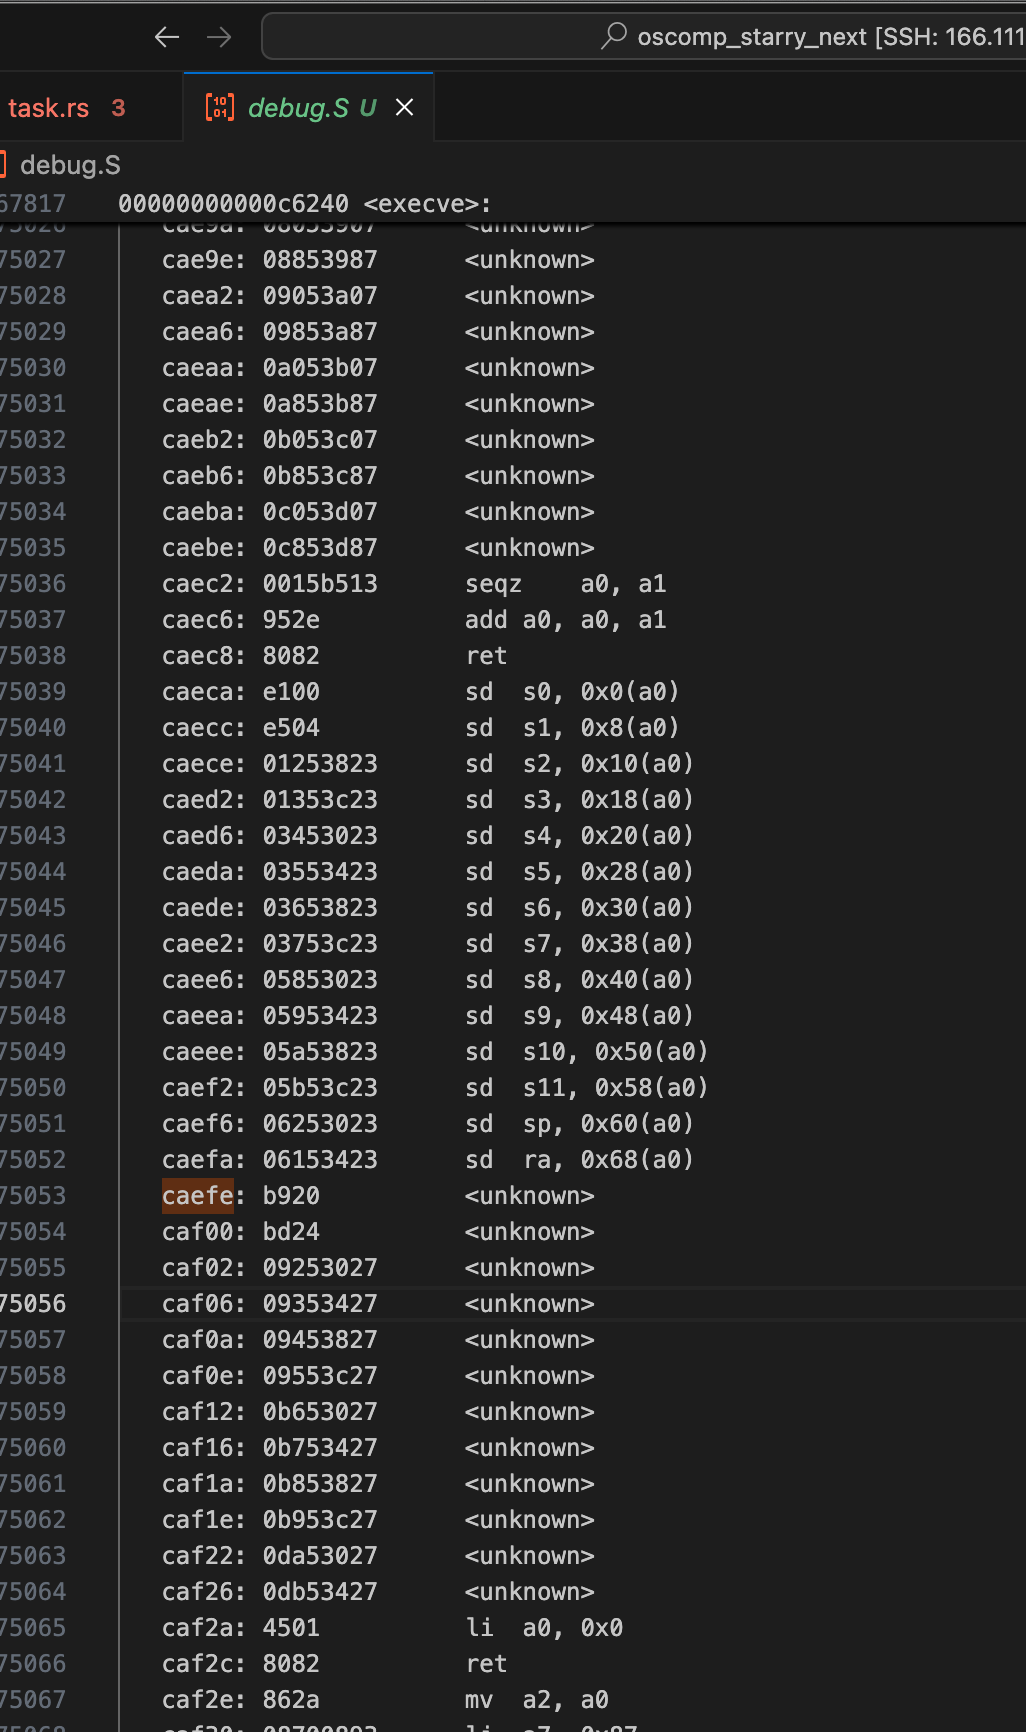 oscomp_starry_next [SSH: 166.111
task.rs 3 debug.S U
debug.S
67817 00000000000c6240 <execve>:
75026 cae9a: 08053907 <unknown>
75027 cae9e: 08853987 <unknown>
75028 caea2: 09053a07 <unknown>
75029 caea6: 09853a87 <unknown>
75030 caeaa: 0a053b07 <unknown>
75031 caeae: 0a853b87 <unknown>
75032 caeb2: 0b053c07 <unknown>
75033 caeb6: 0b853c87 <unknown>
75034 caeba: 0c053d07 <unknown>
75035 caebe: 0c853d87 <unknown>
75036 caec2: 0015b513 seqz a0, a1
75037 caec6: 952e add a0, a0, a1
75038 caec8: 8082 ret
75039 caeca: e100 sd s0, 0x0(a0)
75040 caecc: e504 sd s1, 0x8(a0)
75041 caece: 01253823 sd s2, 0x10(a0)
75042 caed2: 01353c23 sd s3, 0x18(a0)
75043 caed6: 03453023 sd s4, 0x20(a0)
75044 caeda: 03553423 sd s5, 0x28(a0)
75045 caede: 03653823 sd s6, 0x30(a0)
75046 caee2: 03753c23 sd s7, 0x38(a0)
75047 caee6: 05853023 sd s8, 0x40(a0)
75048 caeea: 05953423 sd s9, 0x48(a0)
75049 caeee: 05a53823 sd s10, 0x50(a0)
75050 caef2: 05b53c23 sd s11, 0x58(a0)
75051 caef6: 06253023 sd sp, 0x60(a0)
75052 caefa: 06153423 sd ra, 0x68(a0)
75053 caefe: b920 <unknown>
75054 caf00: bd24 <unknown>
75055 caf02: 09253027 <unknown>
75056 caf06: 09353427 <unknown>
75057 caf0a: 09453827 <unknown>
75058 caf0e: 09553c27 <unknown>
75059 caf12: 0b653027 <unknown>
75060 caf16: 0b753427 <unknown>
75061 caf1a: 0b853827 <unknown>
75062 caf1e: 0b953c27 <unknown>
75063 caf22: 0da53027 <unknown>
75064 caf26: 0db53427 <unknown>
75065 caf2a: 4501 li a0, 0x0
75066 caf2c: 8082 ret
75067 caf2e: 862a mv a2, a0
75068 caf30: 08700893 li a7, 0x87